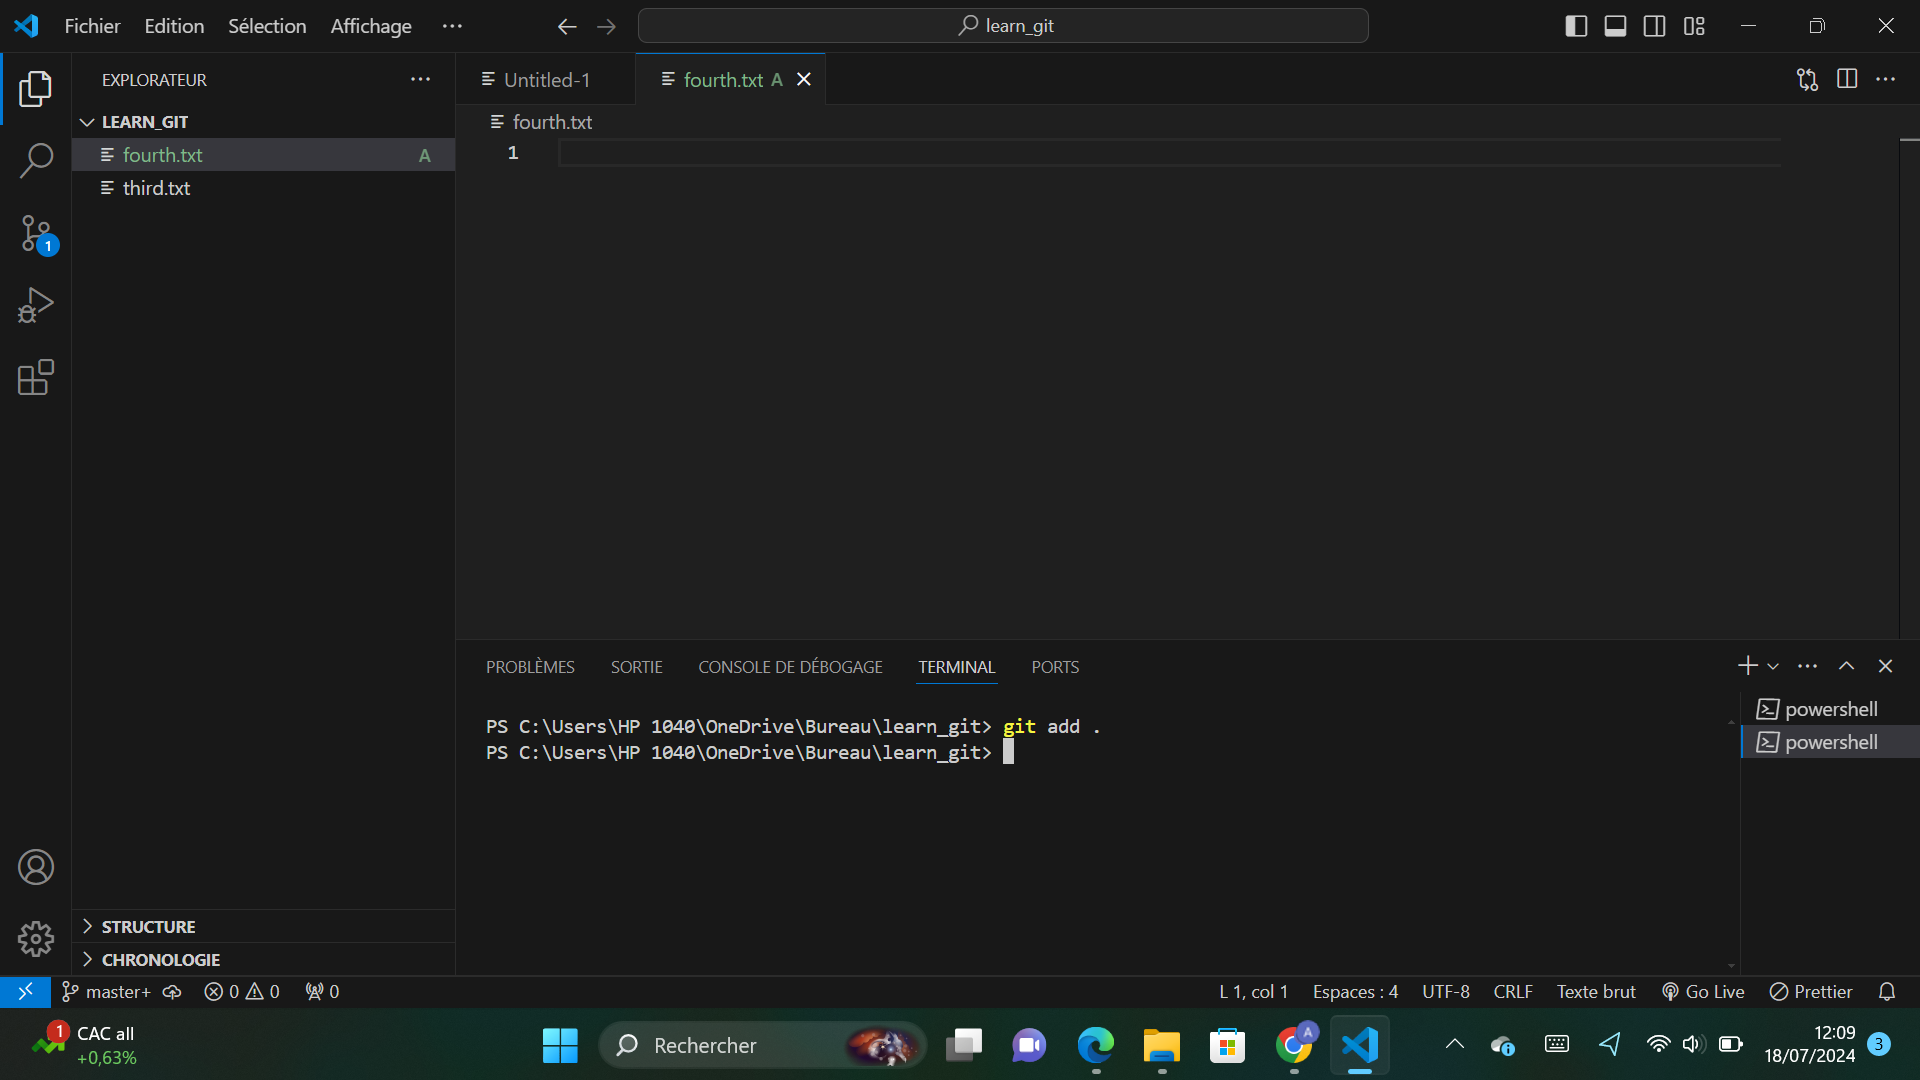 Fichier Edition Sélection Affichage ··· learn_git
EXPLORATEUR ···
LEARN_GIT
fourth.txt A
third.txt
1
Untitled-1 fourth.txt A
fourth.txt
1
PROBLÈMES SORTIE CONSOLE DE DÉBOGAGE TERMINAL PORTS
PS C:\Users\HP 1040\OneDrive\Bureau\learn_git> git add .
PS C:\Users\HP 1040\OneDrive\Bureau\learn_git>
powershell
powershell
STRUCTURE
CHRONOLOGIE
master+ 0 0 0 L 1, col 1 Espaces : 4 UTF-8 CRLF Texte brut Go Live Prettier
1 CAC all
+0,63%
Rechercher
A
12:09
18/07/2024
3